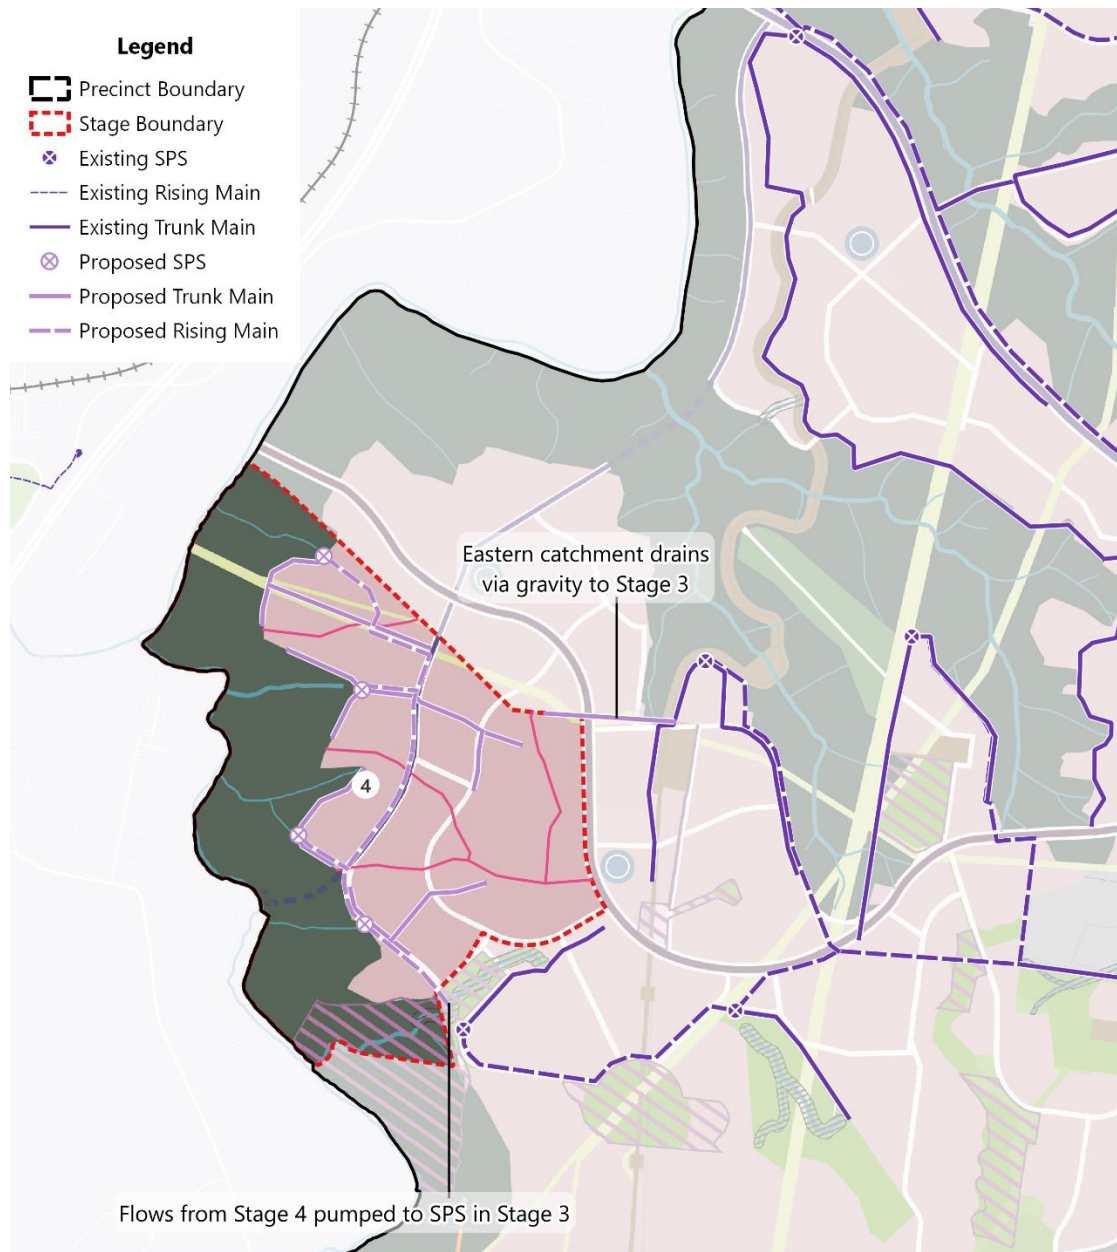 Legend
Precinct Boundary
Stage Boundary
Existing SPS
Existing Rising Main
Existing Trunk Main
Proposed SPS
Proposed Trunk Main
Proposed Rising Main
Eastern catchment drains
via gravity to Stage 3
4
Flows from Stage 4 pumped to SPS in Stage 3